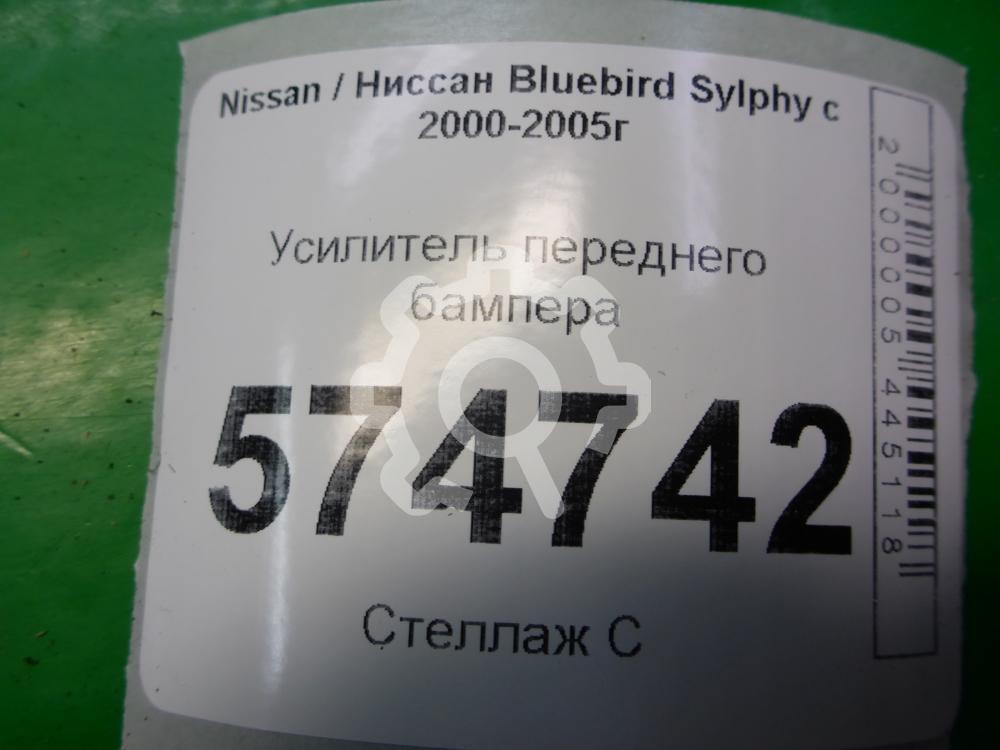 Nissan / Ниссан Bluebird Sylphy с
2000-2005г
Усилитель переднего
бампера
574742
Стеллаж С
2000005445118